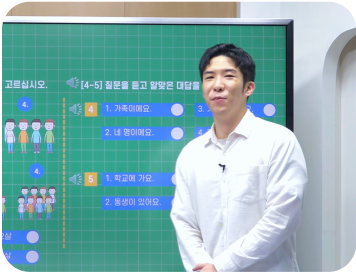 고르십시오.
4.
4.
[4~5] 질문을 듣고 알맞은 대답을
4
1. 가족이에요.
3.
2. 네 명이에요.
4.
5
1. 학교에 가요.
2. 동생이 있어요.